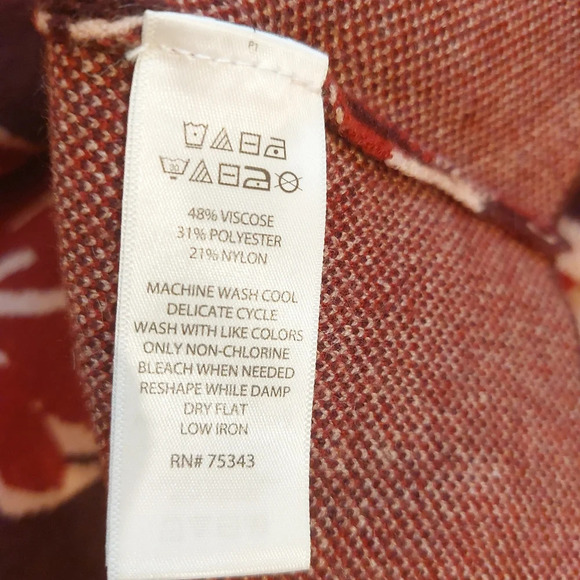 48% VISCOSE
31% POLYESTER
21% NYLON
MACHINE WASH COOL
DELICATE CYCLE
WASH WITH LIKE COLORS
ONLY NON-CHLORINE
BLEACH WHEN NEEDED
RESHAPE WHILE DAMP
DRY FLAT
LOW IRON
RN# 75343